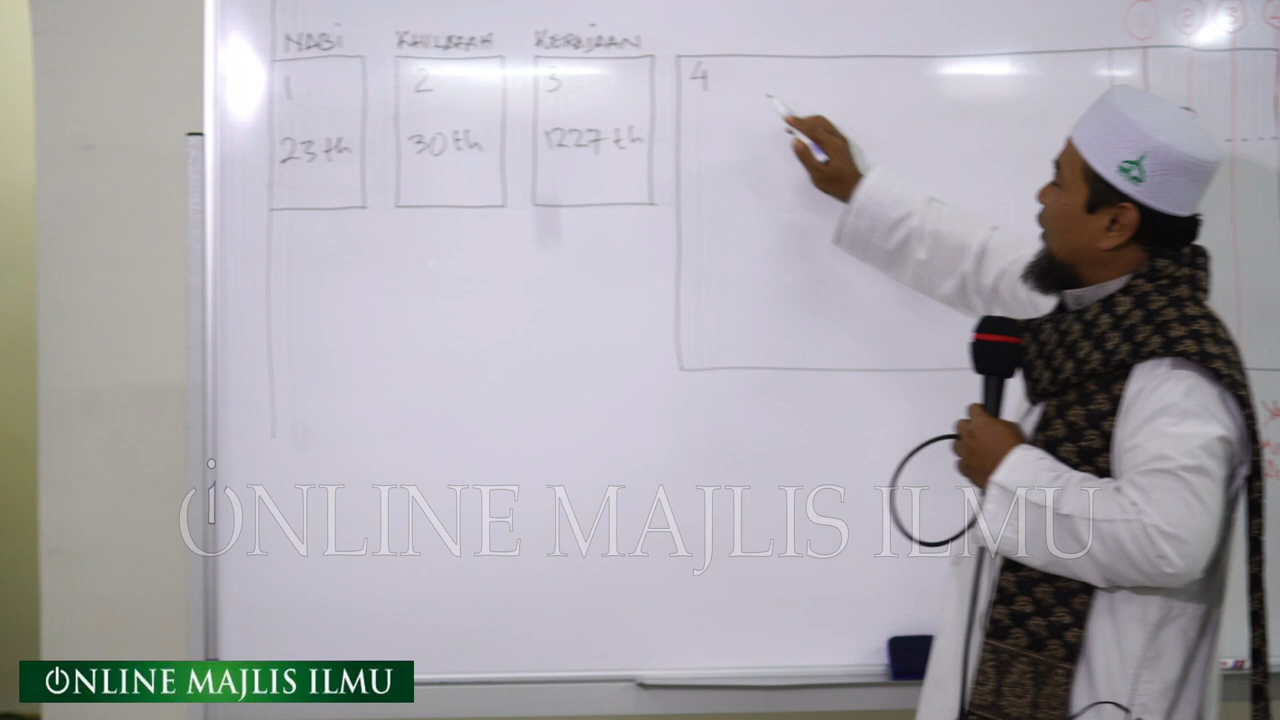 NABI KHILAFAH KERAJAAN
1 2 3 4
23 th 30 th 1227 th
ONLINE MAJLIS ILMU
ONLINE MAJLIS ILMU